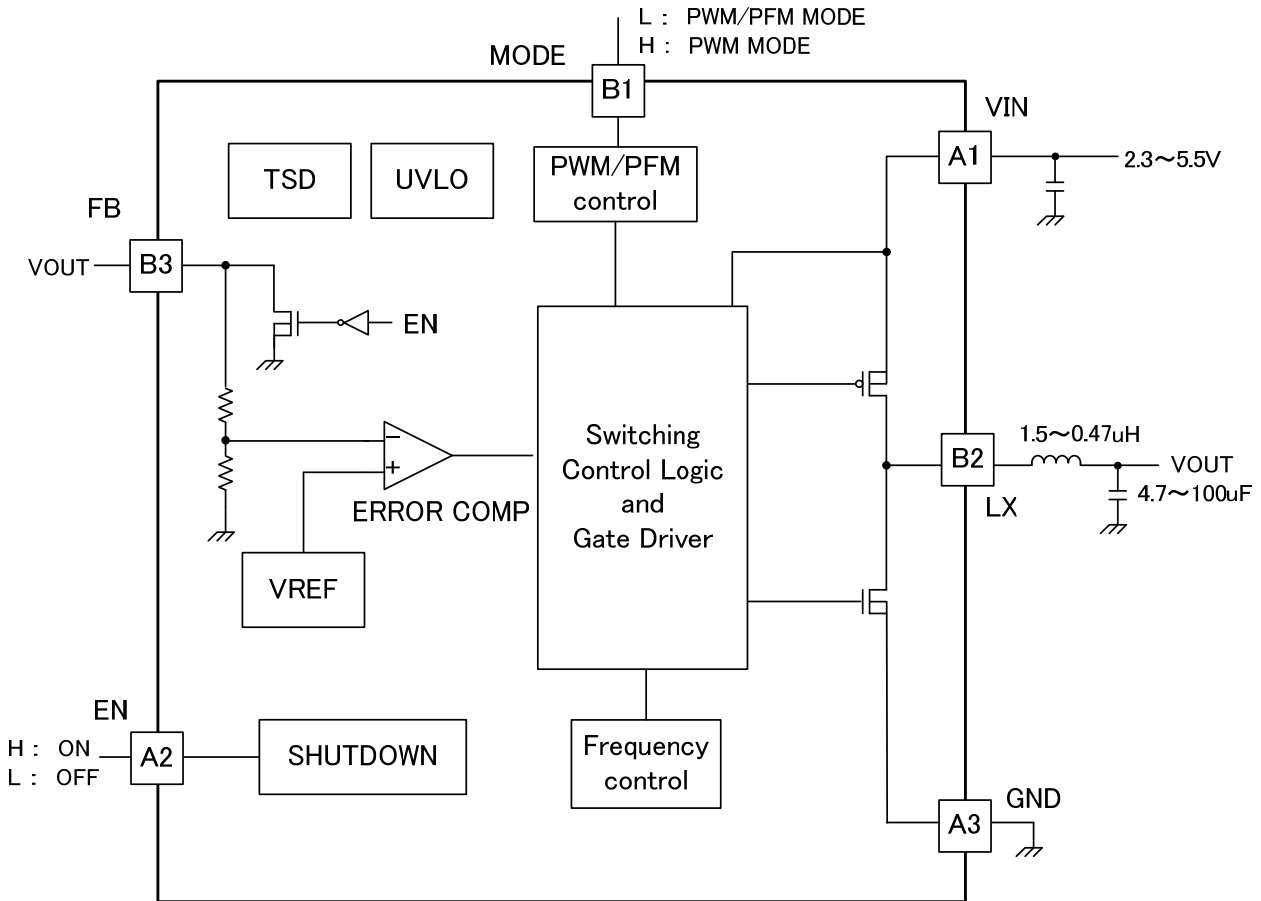 L : PWM/PFM MODE
H : PWM MODE
MODE
B1
VIN
A1
2.3～5.5V
TSD
UVLO
PWM/PFM
control
FB
VOUT
B3
EN
Switching
Control Logic
and
Gate Driver
ERROR COMP
−
+
VREF
B2
LX
1.5～0.47uH
VOUT
4.7～100uF
EN
H : ON
L : OFF
A2
SHUTDOWN
Frequency
control
GND
A3